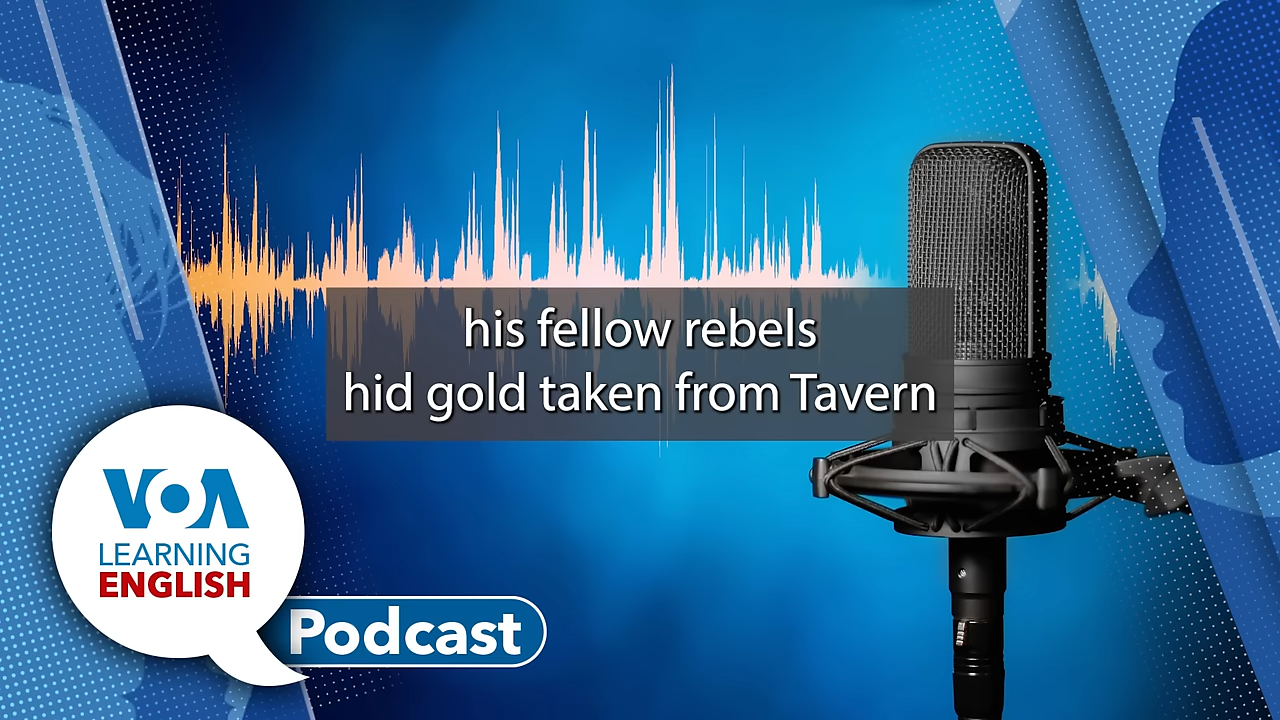 his fellow rebels
hid gold taken from Tavern
VOA
LEARNING
ENGLISH
Podcast